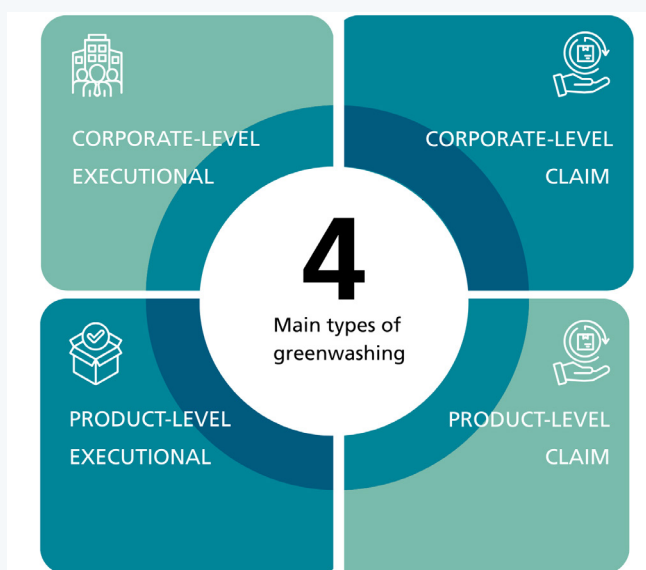 CORPORATE-LEVEL
EXECUTIONAL
CORPORATE-LEVEL
CLAIM
4
Main types of
greenwashing
PRODUCT-LEVEL
EXECUTIONAL
PRODUCT-LEVEL
CLAIM